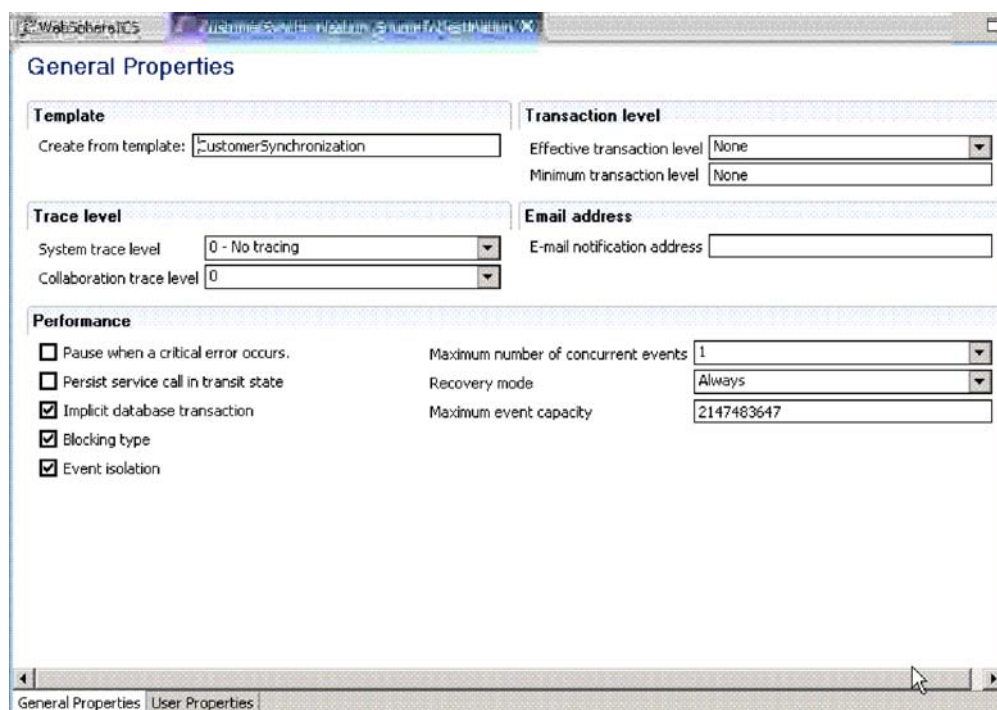 WebSphereICS CustomerSynchronization_SourceToDestination
General Properties
Template
Create from template: CustomerSynchronization
Transaction level
Effective transaction level None
Minimum transaction level None
Trace level
System trace level 0 - No tracing
Collaboration trace level 0
Email address
E-mail notification address
Performance
Pause when a critical error occurs.
Persist service call in transit state
Implicit database transaction
Blocking type
Event isolation
Maximum number of concurrent events 1
Recovery mode Always
Maximum event capacity 2147483647
General Properties User Properties